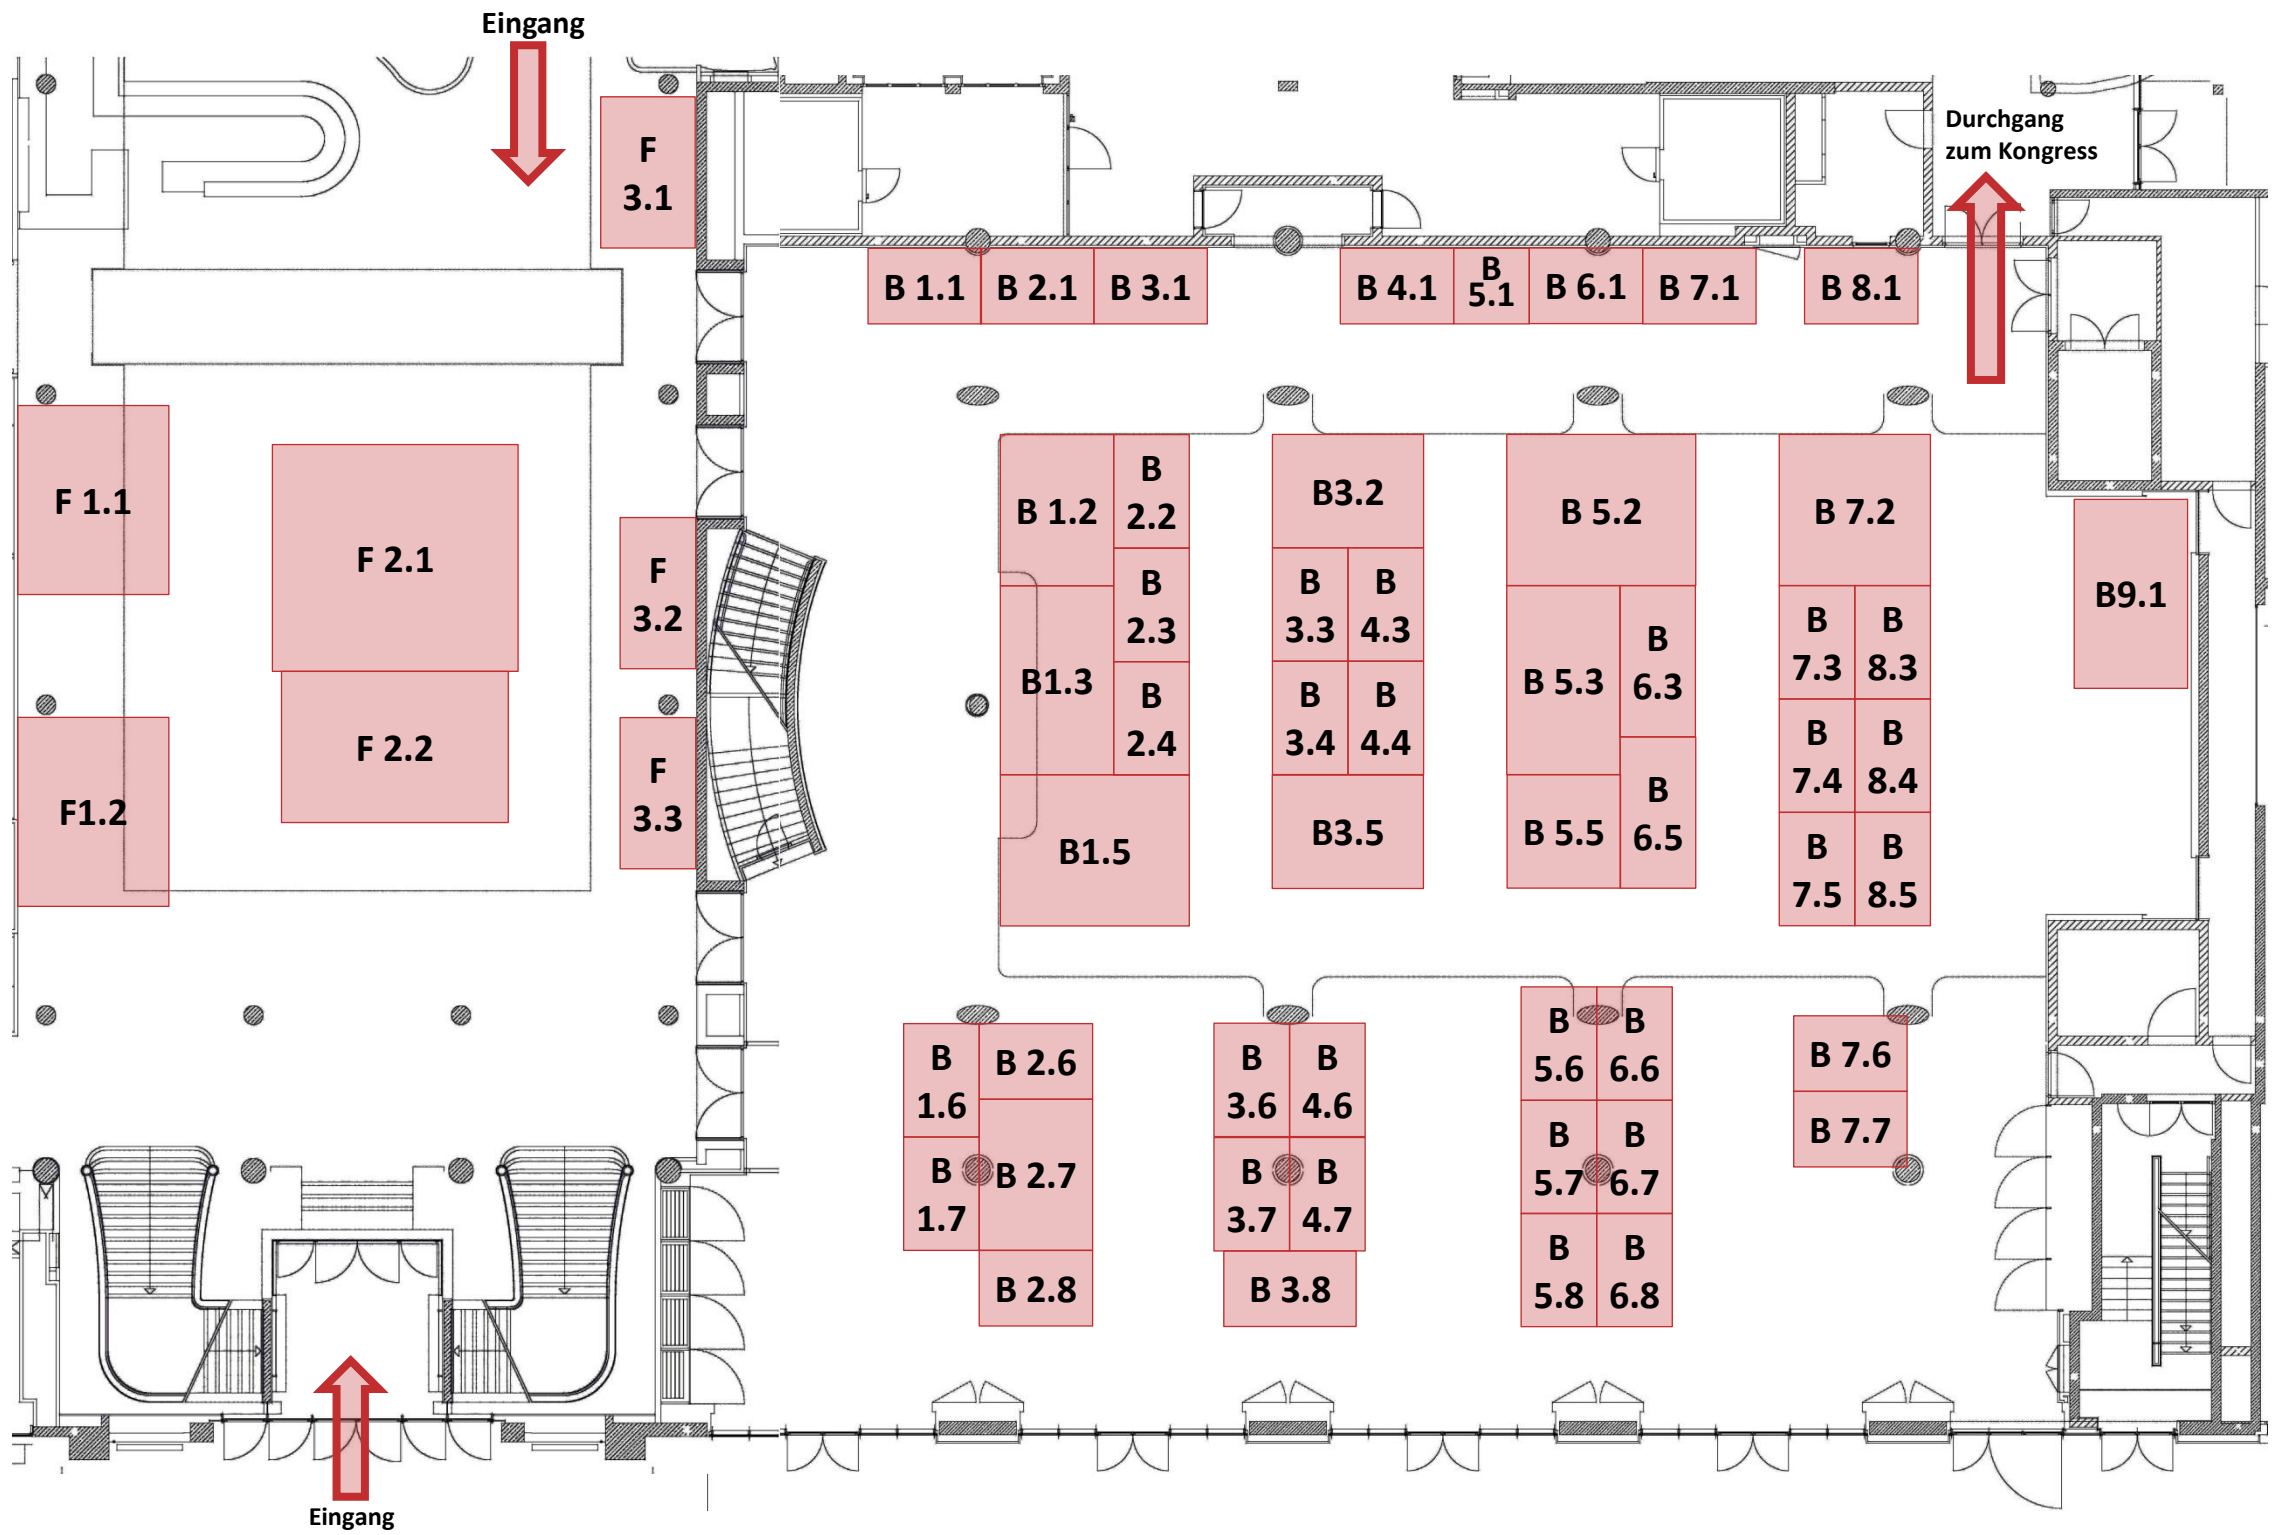 Eingang
Durchgang
zum Kongress
F
3.1
B 1.1
B 2.1
B 3.1
B 4.1
B
5.1
B 6.1
B 7.1
B 8.1
F 1.1
F 2.1
F
3.2
F 2.2
F1.2
F
3.3
B 1.2
B
2.2
B
2.3
B1.3
B
2.4
B1.5
B3.2
B
3.3
B
4.3
B
3.4
B
4.4
B3.5
B 5.2
B 5.3
B
6.3
B 5.5
B
6.5
B 7.2
B
7.3
B
8.3
B
7.4
B
8.4
B
7.5
B
8.5
B9.1
B
1.6
B 2.6
B
1.7
B 2.7
B 2.8
B
3.6
B
4.6
B
3.7
B
4.7
B 3.8
B
5.6
B
6.6
B
5.7
B
6.7
B
5.8
B
6.8
B 7.6
B 7.7
Eingang